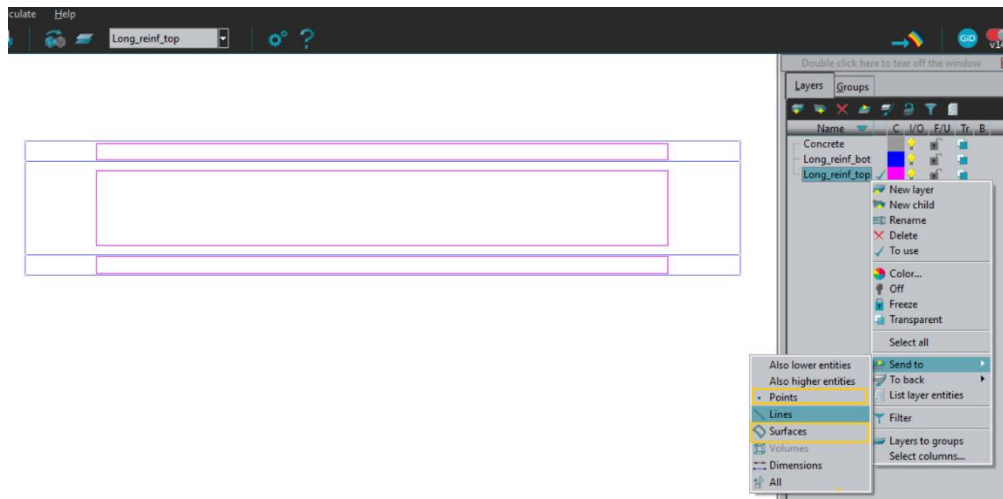 culate Help
Long_reinf_top
GiD
v14
Double click here to tear off the window
Layers Groups
Name C I/O F/U Tr B
Concrete
Long_reinf_bot
Long_reinf_top
New layer
New child
Rename
Delete
To use
Color...
Off
Freeze
Transparent
Select all
Send to
To back
List layer entities
Filter
Layers to groups
Select columns...
Also lower entities
Also higher entities
Points
Lines
Surfaces
Volumes
Dimensions
All